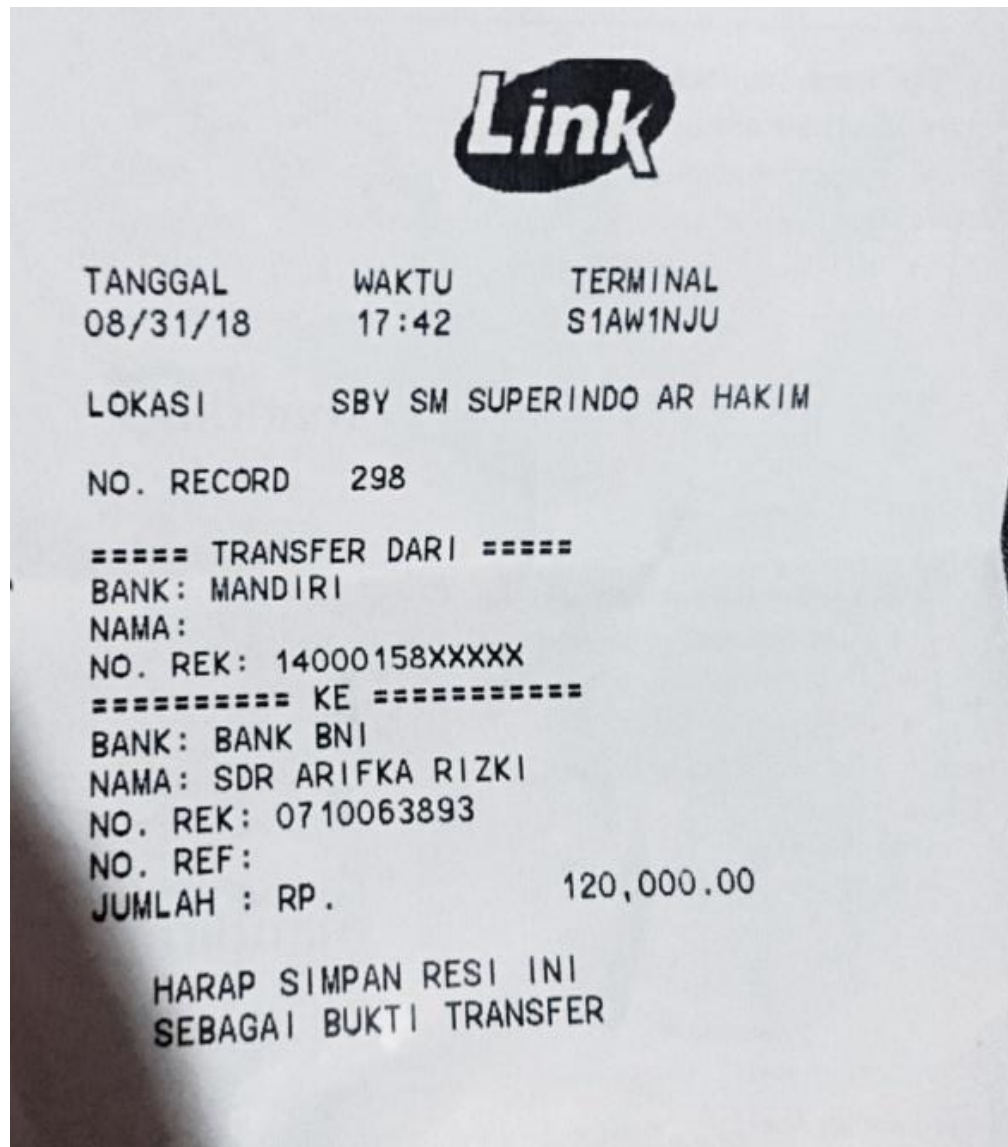 Link
TANGGAL WAKTU TERMINAL
08/31/18 17:42 S1AW1NJU
LOKASI SBY SM SUPERINDO AR HAKIM
NO. RECORD 298
===== TRANSFER DARI =====
BANK: MANDIRI
NAMA:
NO. REK: 14000158XXXXX
========== KE ===========
BANK: BANK BNI
NAMA: SDR ARIFKA RIZKI
NO. REK: 0710063893
NO. REF:
JUMLAH : RP. 120,000.00
HARAP SIMPAN RESI INI
SEBAGAI BUKTI TRANSFER